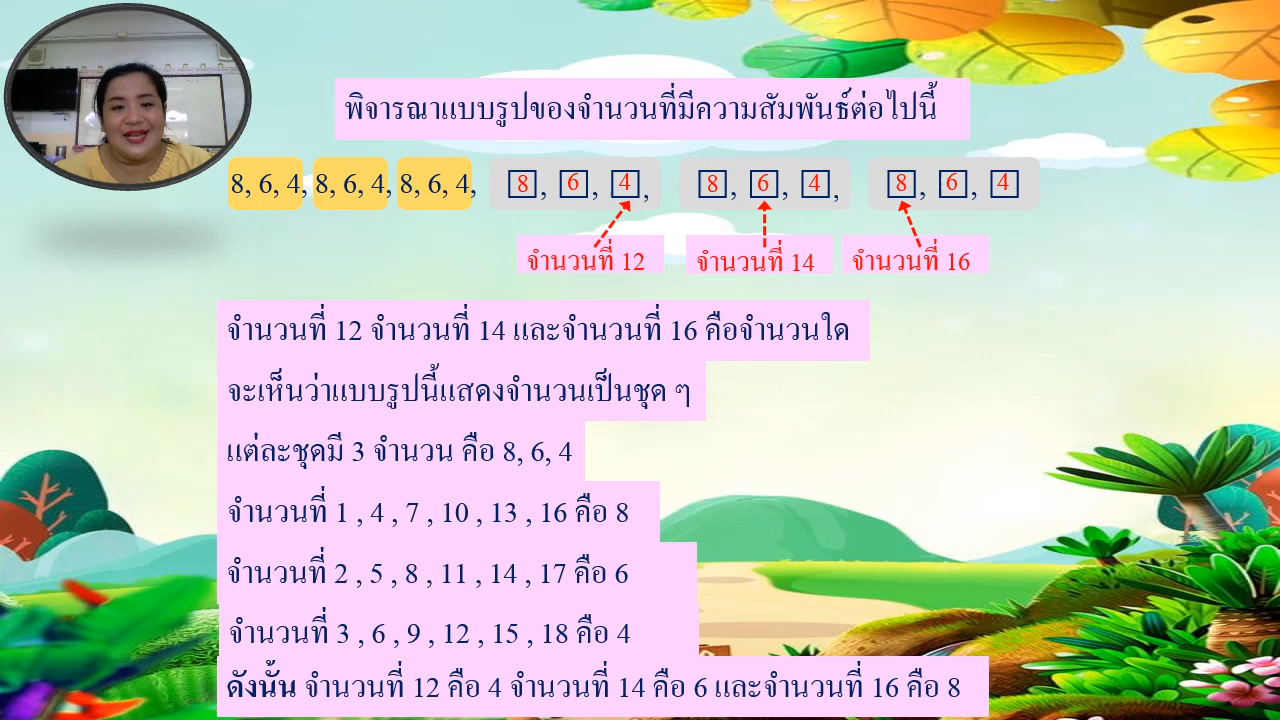 พิจารณาแบบรูปของจำนวนที่มีความสัมพันธ์ต่อไปนี้
8, 6, 4, 8, 6, 4, 8, 6, 4, 8, 6, 4, 8, 6, 4, 8, 6, 4
จำนวนที่ 12 จำนวนที่ 14 จำนวนที่ 16
จำนวนที่ 12 จำนวนที่ 14 และจำนวนที่ 16 คือจำนวนใด
จะเห็นว่าแบบรูปนี้แสดงจำนวนเป็นชุด ๆ
แต่ละชุดมี 3 จำนวน คือ 8, 6, 4
จำนวนที่ 1 , 4 , 7 , 10 , 13 , 16 คือ 8
จำนวนที่ 2 , 5 , 8 , 11 , 14 , 17 คือ 6
จำนวนที่ 3 , 6 , 9 , 12 , 15 , 18 คือ 4
ดังนั้น จำนวนที่ 12 คือ 4 จำนวนที่ 14 คือ 6 และจำนวนที่ 16 คือ 8